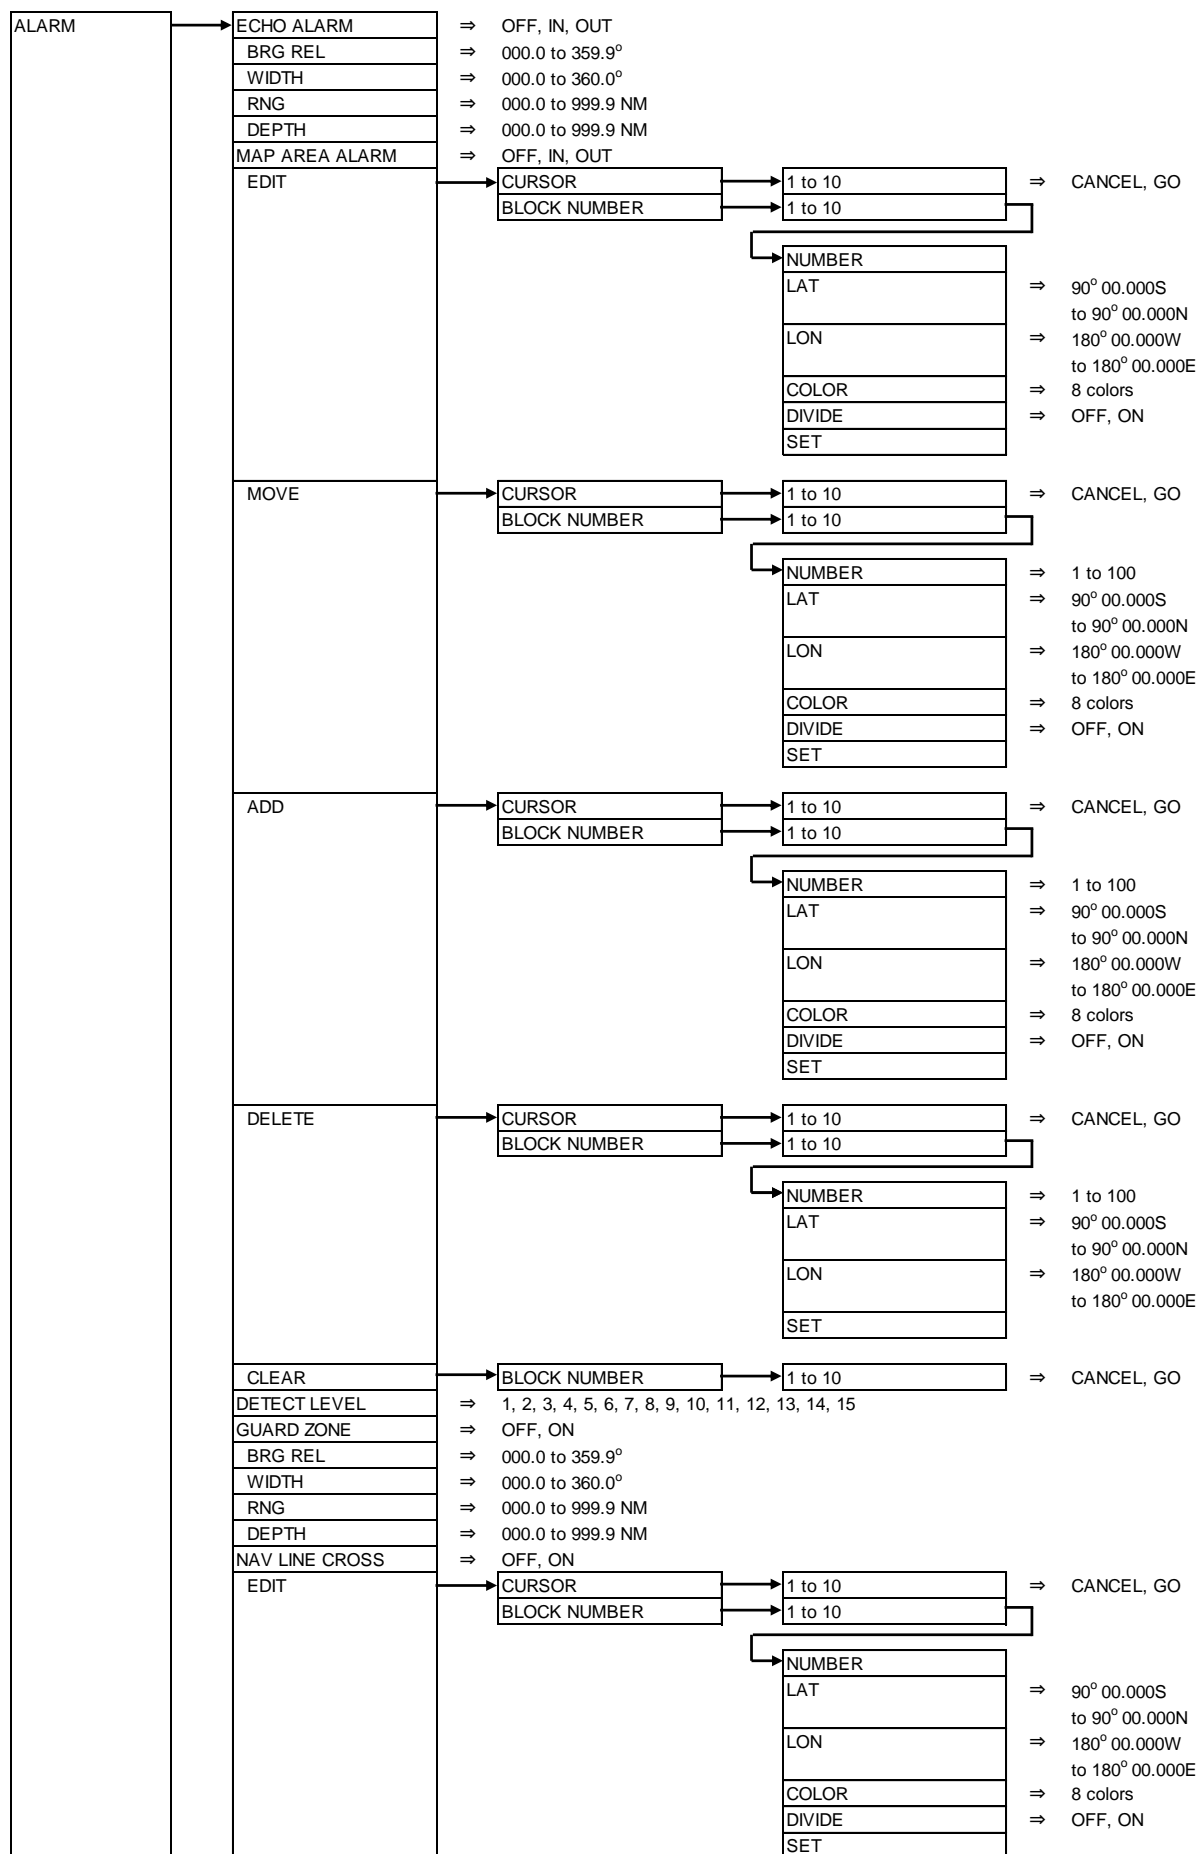 ALARM ECHO ALARM ⇒ OFF, IN, OUT
BRG REL ⇒ 000.0 to 359.9°
WIDTH ⇒ 000.0 to 360.0°
RNG ⇒ 000.0 to 999.9 NM
DEPTH ⇒ 000.0 to 999.9 NM
MAP AREA ALARM ⇒ OFF, IN, OUT
EDIT CURSOR 1 to 10 ⇒ CANCEL, GO
BLOCK NUMBER 1 to 10
NUMBER
LAT ⇒ 90° 00.000S
to 90° 00.000N
LON ⇒ 180° 00.000W
to 180° 00.000E
COLOR ⇒ 8 colors
DIVIDE ⇒ OFF, ON
SET
MOVE CURSOR 1 to 10 ⇒ CANCEL, GO
BLOCK NUMBER 1 to 10
NUMBER ⇒ 1 to 100
LAT ⇒ 90° 00.000S
to 90° 00.000N
LON ⇒ 180° 00.000W
to 180° 00.000E
COLOR ⇒ 8 colors
DIVIDE ⇒ OFF, ON
SET
ADD CURSOR 1 to 10 ⇒ CANCEL, GO
BLOCK NUMBER 1 to 10
NUMBER ⇒ 1 to 100
LAT ⇒ 90° 00.000S
to 90° 00.000N
LON ⇒ 180° 00.000W
to 180° 00.000E
COLOR ⇒ 8 colors
DIVIDE ⇒ OFF, ON
SET
DELETE CURSOR 1 to 10 ⇒ CANCEL, GO
BLOCK NUMBER 1 to 10
NUMBER ⇒ 1 to 100
LAT ⇒ 90° 00.000S
to 90° 00.000N
LON ⇒ 180° 00.000W
to 180° 00.000E
SET
CLEAR BLOCK NUMBER 1 to 10 ⇒ CANCEL, GO
DETECT LEVEL ⇒ 1, 2, 3, 4, 5, 6, 7, 8, 9, 10, 11, 12, 13, 14, 15
GUARD ZONE ⇒ OFF, ON
BRG REL ⇒ 000.0 to 359.9°
WIDTH ⇒ 000.0 to 360.0°
RNG ⇒ 000.0 to 999.9 NM
DEPTH ⇒ 000.0 to 999.9 NM
NAV LINE CROSS ⇒ OFF, ON
EDIT CURSOR 1 to 10 ⇒ CANCEL, GO
BLOCK NUMBER 1 to 10
NUMBER
LAT ⇒ 90° 00.000S
to 90° 00.000N
LON ⇒ 180° 00.000W
to 180° 00.000E
COLOR ⇒ 8 colors
DIVIDE ⇒ OFF, ON
SET